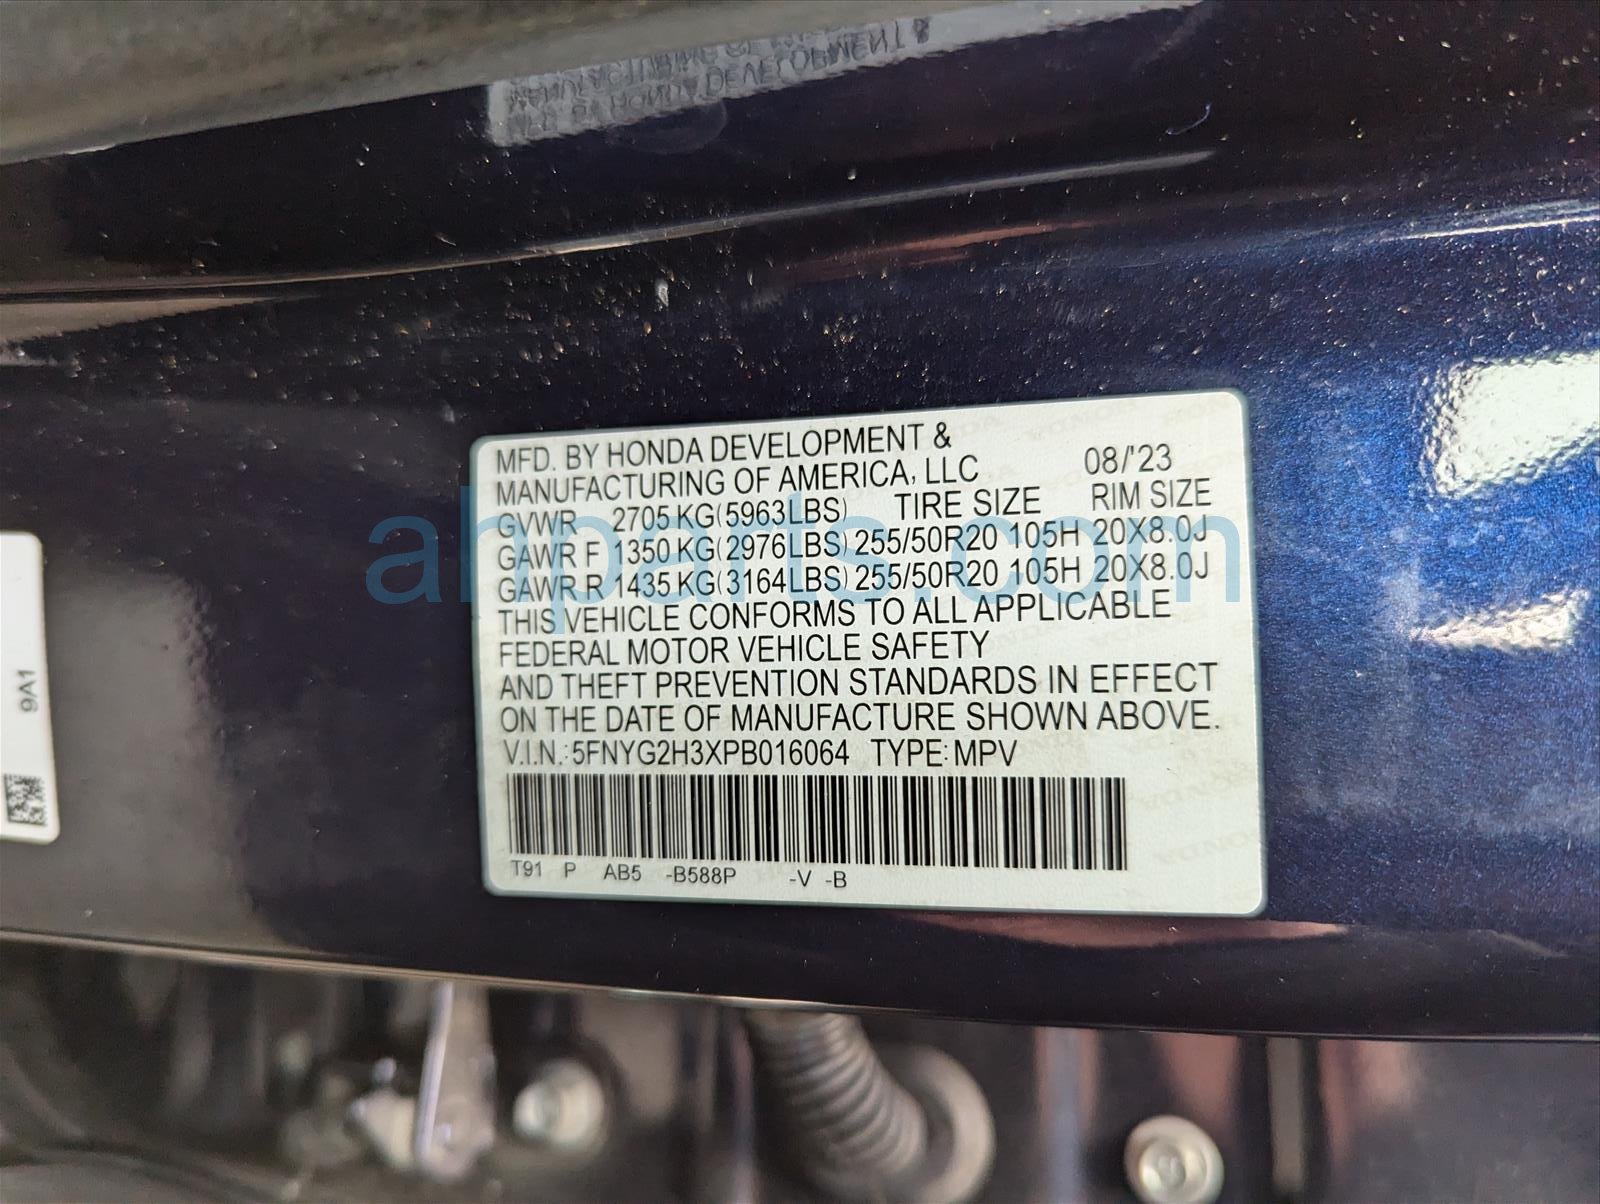 MFD. BY HONDA DEVELOPMENT &
MANUFACTURING OF AMERICA, LLC 08/'23
GVWR 2705 KG(5963LBS) TIRE SIZE RIM SIZE
GAWR F 1350 KG(2976LBS) 255/50R20 105H 20X8.0J
GAWR R 1435 KG(3164LBS) 255/50R20 105H 20X8.0J
THIS VEHICLE CONFORMS TO ALL APPLICABLE
FEDERAL MOTOR VEHICLE SAFETY
AND THEFT PREVENTION STANDARDS IN EFFECT
ON THE DATE OF MANUFACTURE SHOWN ABOVE.
V.I.N.: 5FNYG2H3XPB016064 TYPE: MPV
T91 P AB5 -B588P -V -B
9A1
ahparts.com